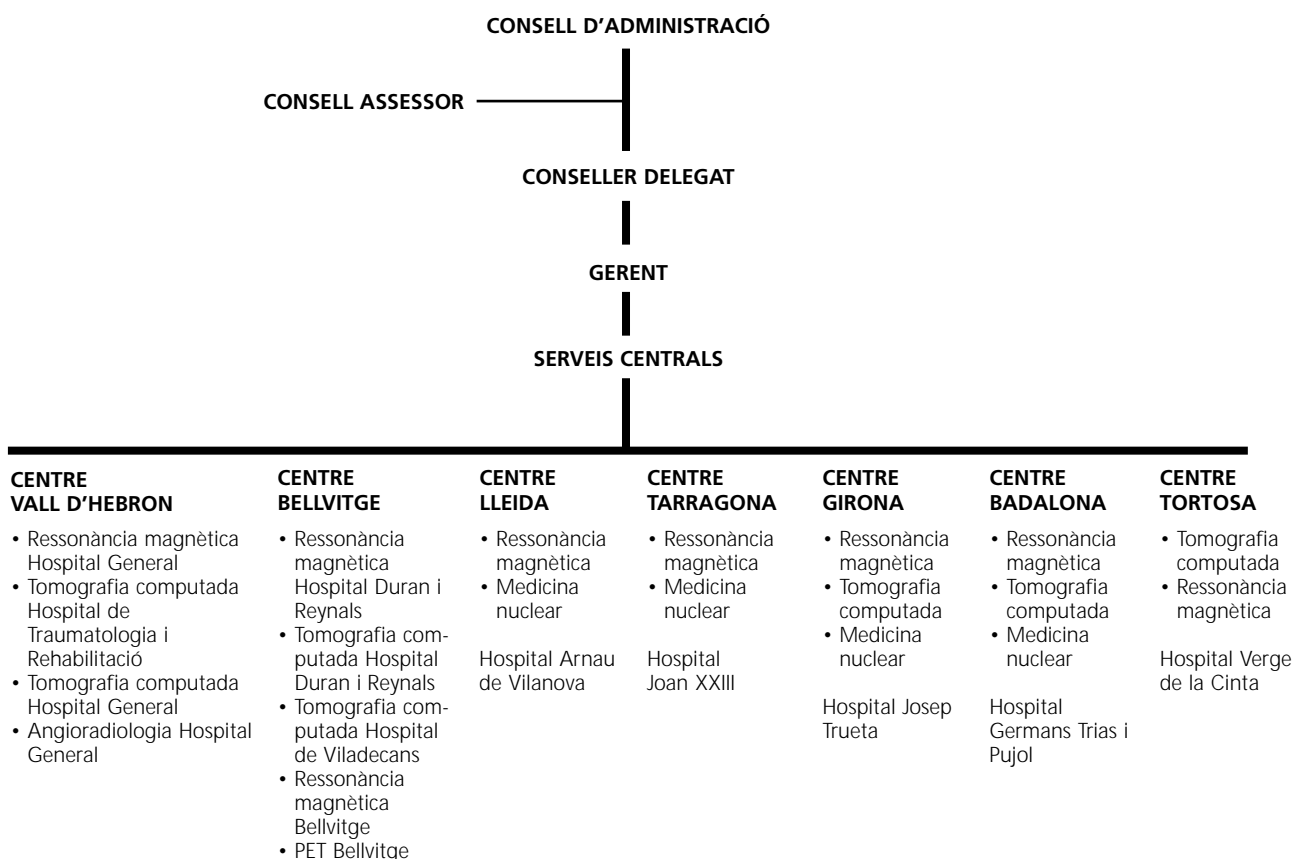 CONSELL D'ADMINISTRACIÓ
CONSELL ASSESSOR
CONSELLER DELEGAT
GERENT
SERVEIS CENTRALS
CENTRE
VALL D'HEBRON
• Ressonància magnètica
Hospital General
• Tomografia computada
Hospital de
Traumatologia i
Rehabilitació
• Tomografia computada
Hospital General
• Angioradiologia Hospital
General
CENTRE
BELLVITGE
• Ressonància
magnètica
Hospital Duran i
Reynals
• Tomografia com-
putada Hospital
Duran i Reynals
• Tomografia com-
putada Hospital
de Viladecans
• Ressonància
magnètica
Bellvitge
• PET Bellvitge
CENTRE
LLEIDA
• Ressonància
magnètica
• Medicina
nuclear
Hospital Arnau
de Vilanova
CENTRE
TARRAGONA
• Ressonància
magnètica
• Medicina
nuclear
Hospital
Joan XXIII
CENTRE
GIRONA
• Ressonància
magnètica
• Tomografia
computada
• Medicina
nuclear
Hospital Josep
Trueta
CENTRE
BADALONA
• Ressonància
magnètica
• Tomografia
computada
• Medicina
nuclear
Hospital
Germans Trias i
Pujol
CENTRE
TORTOSA
• Tomografia
computada
• Ressonància
magnètica
Hospital Verge
de la Cinta